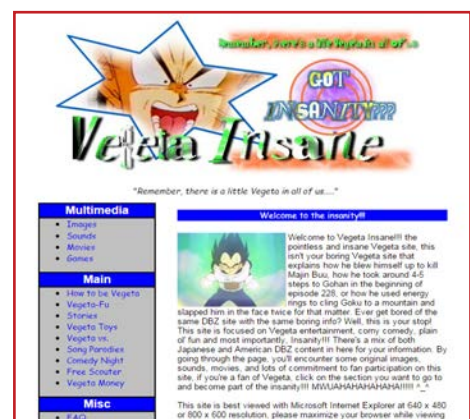 Remember, there's a little Vegeta in all of us
GOT
INSANITY???
Vegeta Insane
"Remember, there is a little Vegeta in all of us...."
Multimedia
Images
Sounds
Movies
Games
Main
How to be Vegeta
Vegeta-Fu
Stories
Vegeta Toys
Vegeta vs.
Song Parodies
Comedy Night
Free Scouter
Vegeta Money
Misc
FAQ
Welcome to the insanity!!!
Welcome to Vegeta Insane!!!! the
pointless and insane Vegeta site, this
isn't your boring Vegeta site that
explains how he blew himself up to kill
Majin Buu, how he took around 4-5
steps to Gohan in the beginning of
episode 228, or how he used energy
rings to cling Goku to a mountain and
slapped him in the face twice for that matter. Ever get bored of the
same DBZ site with the same boring info? Well, this is your stop!
This site is focused on Vegeta entertainment, corny comedy, plain
ol' fun and most importantly, Insanity!!! There's a mix of both
Japanese and American DBZ content in here for your information. By
going through the page, you'll encounter some original images,
sounds, movies, and lots of commitment to fan participation on this
site, if you're a fan of Vegeta, click on the section you want to go to
and become part of the insanity!!! MWUAHAHAHAHAHA!!!!! ^_^
This site is best viewed with Microsoft Internet Explorer at 640 x 480
or 800 x 600 resolution, please maximize your browser while viewing